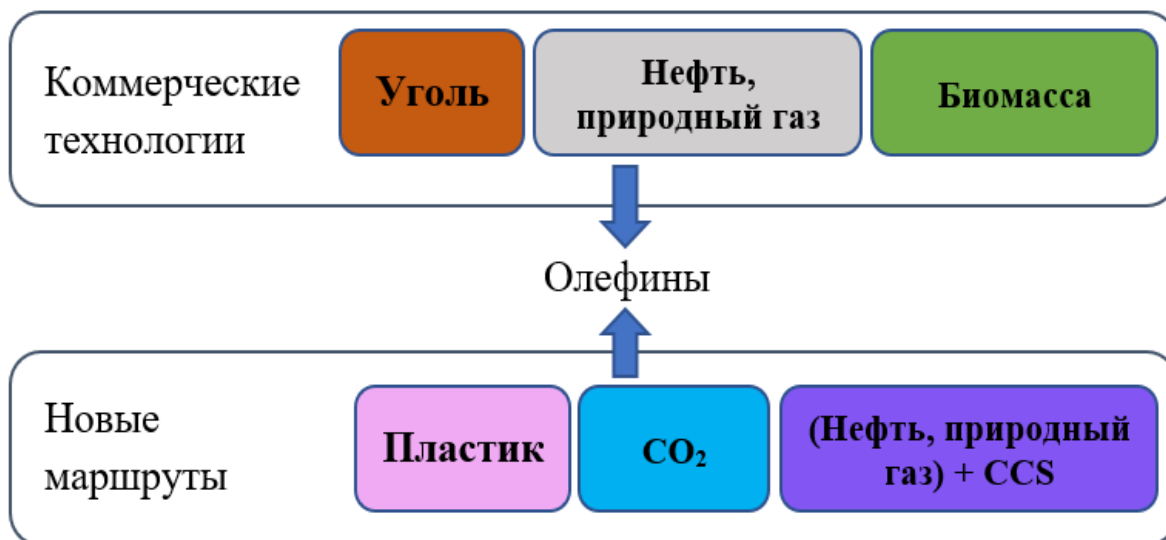 Коммерческие
технологии
Уголь
Нефть,
природный газ
Биомасса
Олефины
Новые
маршруты
Пластик
CO₂
(Нефть, природный
газ) + CCS